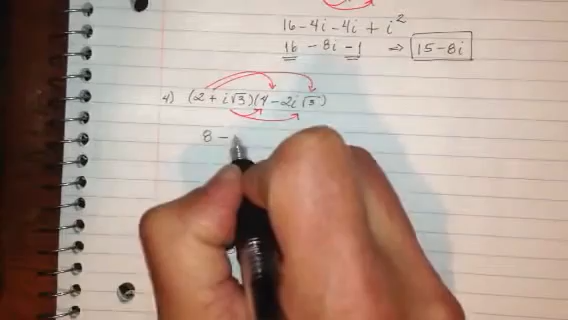 16 - 4i - 4i + i²
16 - 8i - 1 ⇒ 15 - 8i
4) (2 + i√3)(4 - 2i√3)
8 -